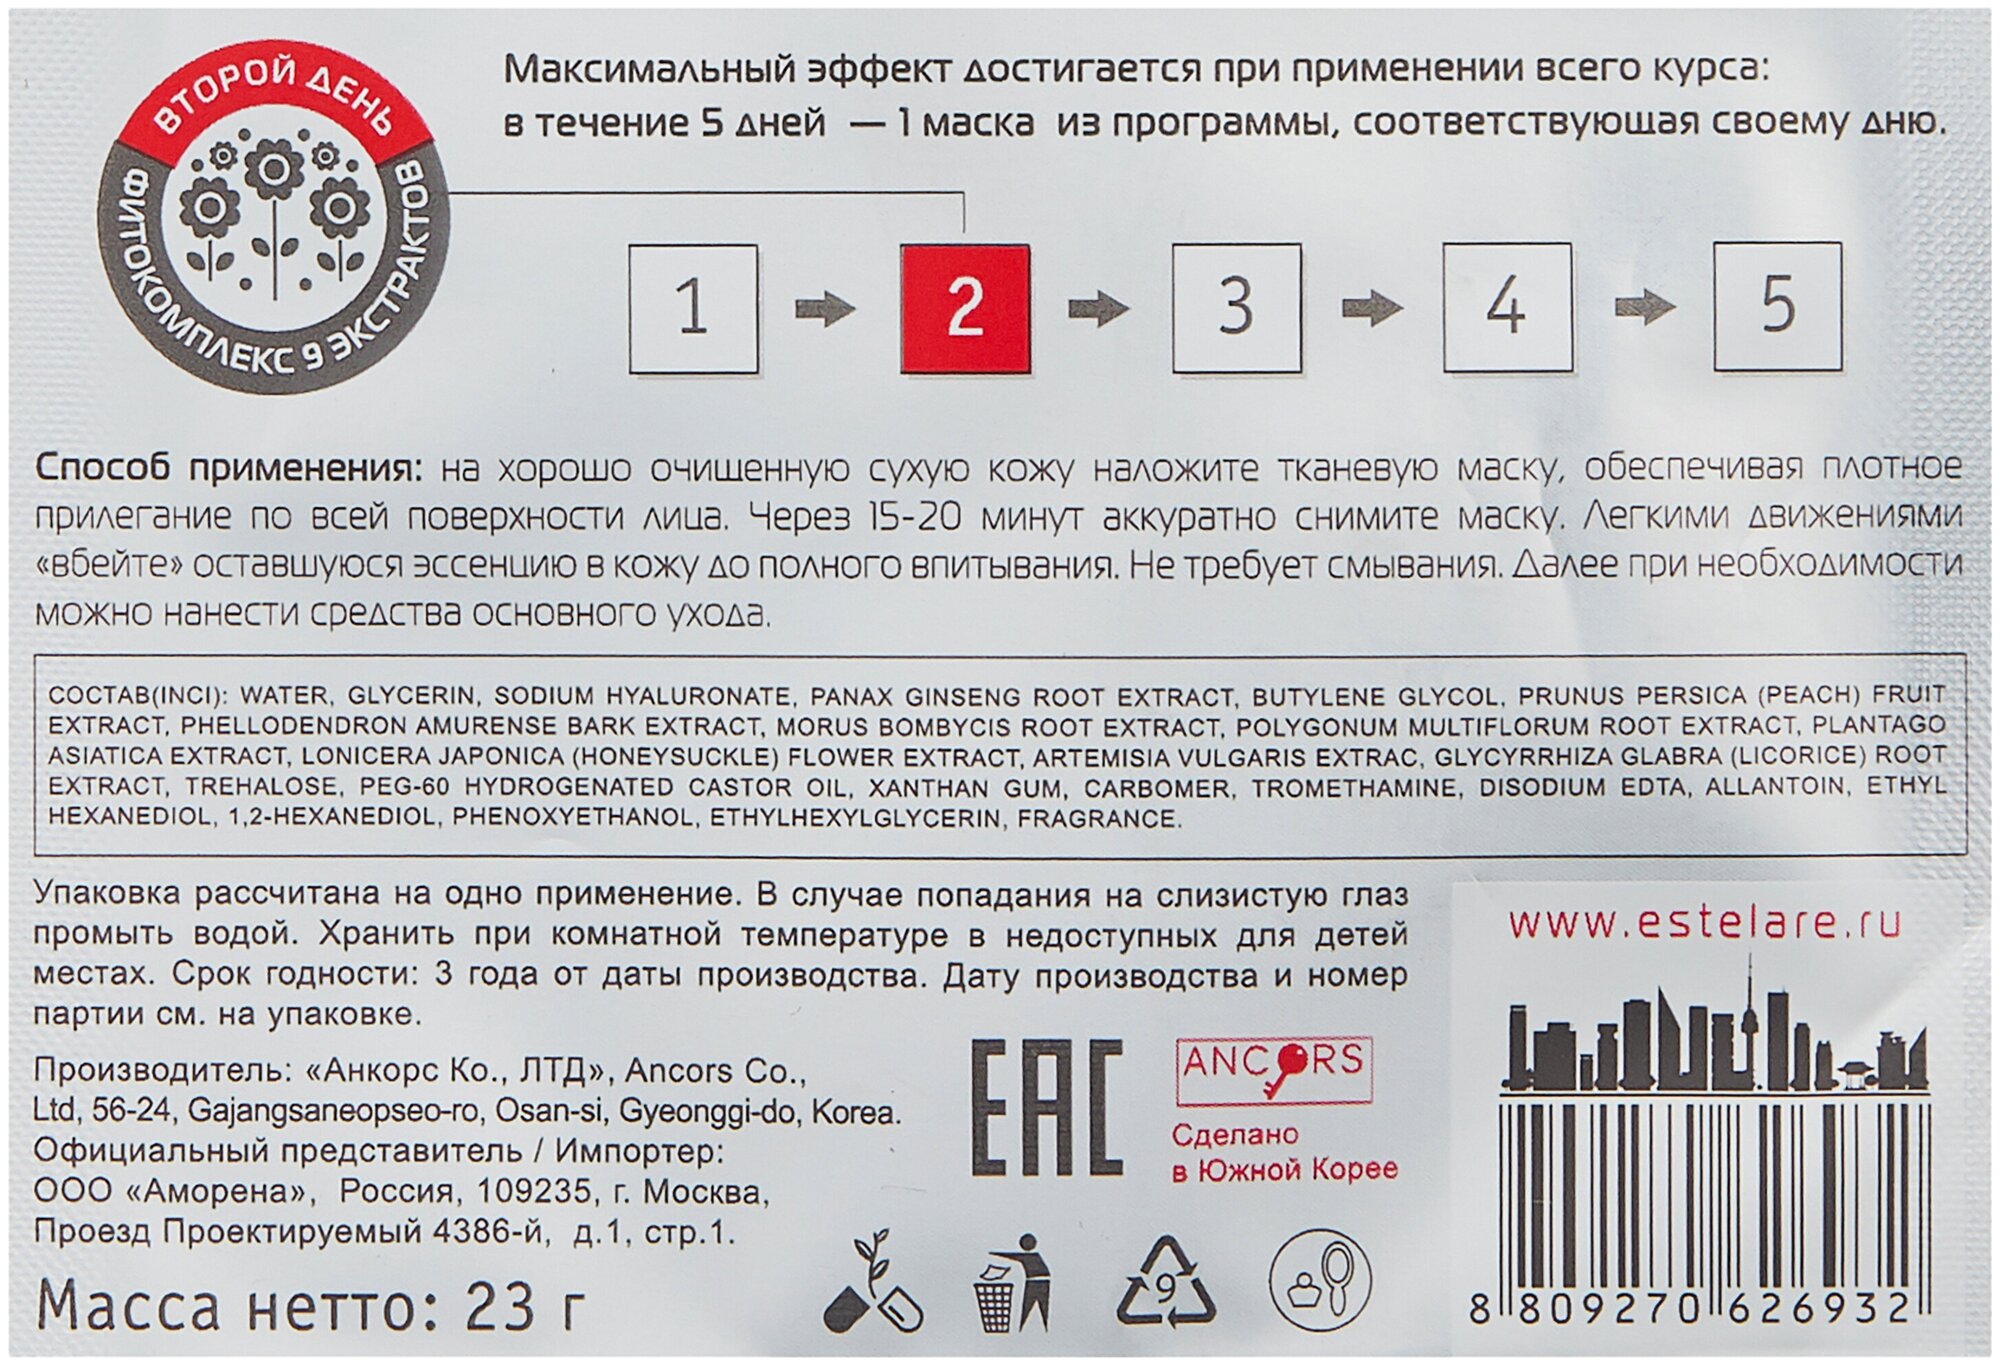 ВТОРОЙ ДЕНЬ
ФИТОКОМПЛЕКС 9 ЭКСТРАКТОВ
Максимальный эффект достигается при применении всего курса:
в течение 5 дней — 1 маска из программы, соответствующая своему дню.
1 2 3 4 5
Способ применения: на хорошо очищенную сухую кожу наложите тканевую маску, обеспечивая плотное
прилегание по всей поверхности лица. Через 15-20 минут аккуратно снимите маску. Легкими движениями
«вбейте» оставшуюся эссенцию в кожу до полного впитывания. Не требует смывания. Далее при необходимости
можно нанести средства основного ухода.
СОСТАВ(INCI): WATER, GLYCERIN, SODIUM HYALURONATE, PANAX GINSENG ROOT EXTRACT, BUTYLENE GLYCOL, PRUNUS PERSICA (PEACH) FRUIT
EXTRACT, PHELLODENDRON AMURENSE BARK EXTRACT, MORUS BOMBYCIS ROOT EXTRACT, POLYGONUM MULTIFLORUM ROOT EXTRACT, PLANTAGO
ASIATICA EXTRACT, LONICERA JAPONICA (HONEYSUCKLE) FLOWER EXTRACT, ARTEMISIA VULGARIS EXTRAC, GLYCYRRHIZA GLABRA (LICORICE) ROOT
EXTRACT, TREHALOSE, PEG-60 HYDROGENATED CASTOR OIL, XANTHAN GUM, CARBOMER, TROMETHAMINE, DISODIUM EDTA, ALLANTOIN, ETHYL
HEXANEDIOL, 1,2-HEXANEDIOL, PHENOXYETHANOL, ETHYLHEXYLGLYCERIN, FRAGRANCE.
Упаковка рассчитана на одно применение. В случае попадания на слизистую глаз
промыть водой. Хранить при комнатной температуре в недоступных для детей
местах. Срок годности: 3 года от даты производства. Дату производства и номер
партии см. на упаковке.
Производитель: «Анкорс Ко., ЛТД», Ancors Co.,
Ltd, 56-24, Gajangsaneopseo-ro, Osan-si, Gyeonggi-do, Korea.
Официальный представитель / Импортер:
ООО «Аморена», Россия, 109235, г. Москва,
Проезд Проектируемый 4386-й, д.1, стр.1.
Масса нетто: 23 г
EAC
ANCORS
Сделано
в Южной Корее
9
www.estelare.ru
8 809270 626932